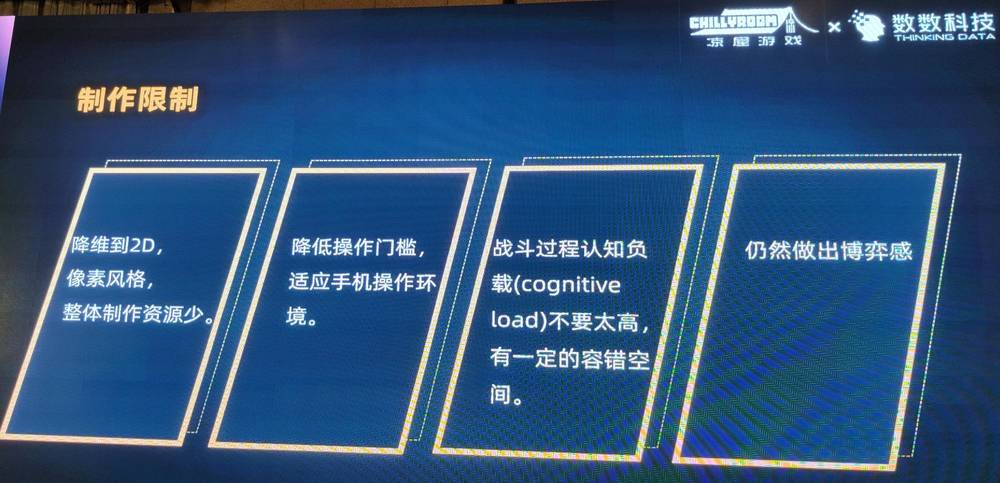 CHILLYROOM
凉屋游戏
×
数数科技
THINKING DATA
制作限制
降维到2D，
像素风格，
整体制作资源少。
降低操作门槛，
适应手机操作环
境。
战斗过程认知负
载(cognitive
load)不要太高，
有一定的容错空
间。
仍然做出博弈感